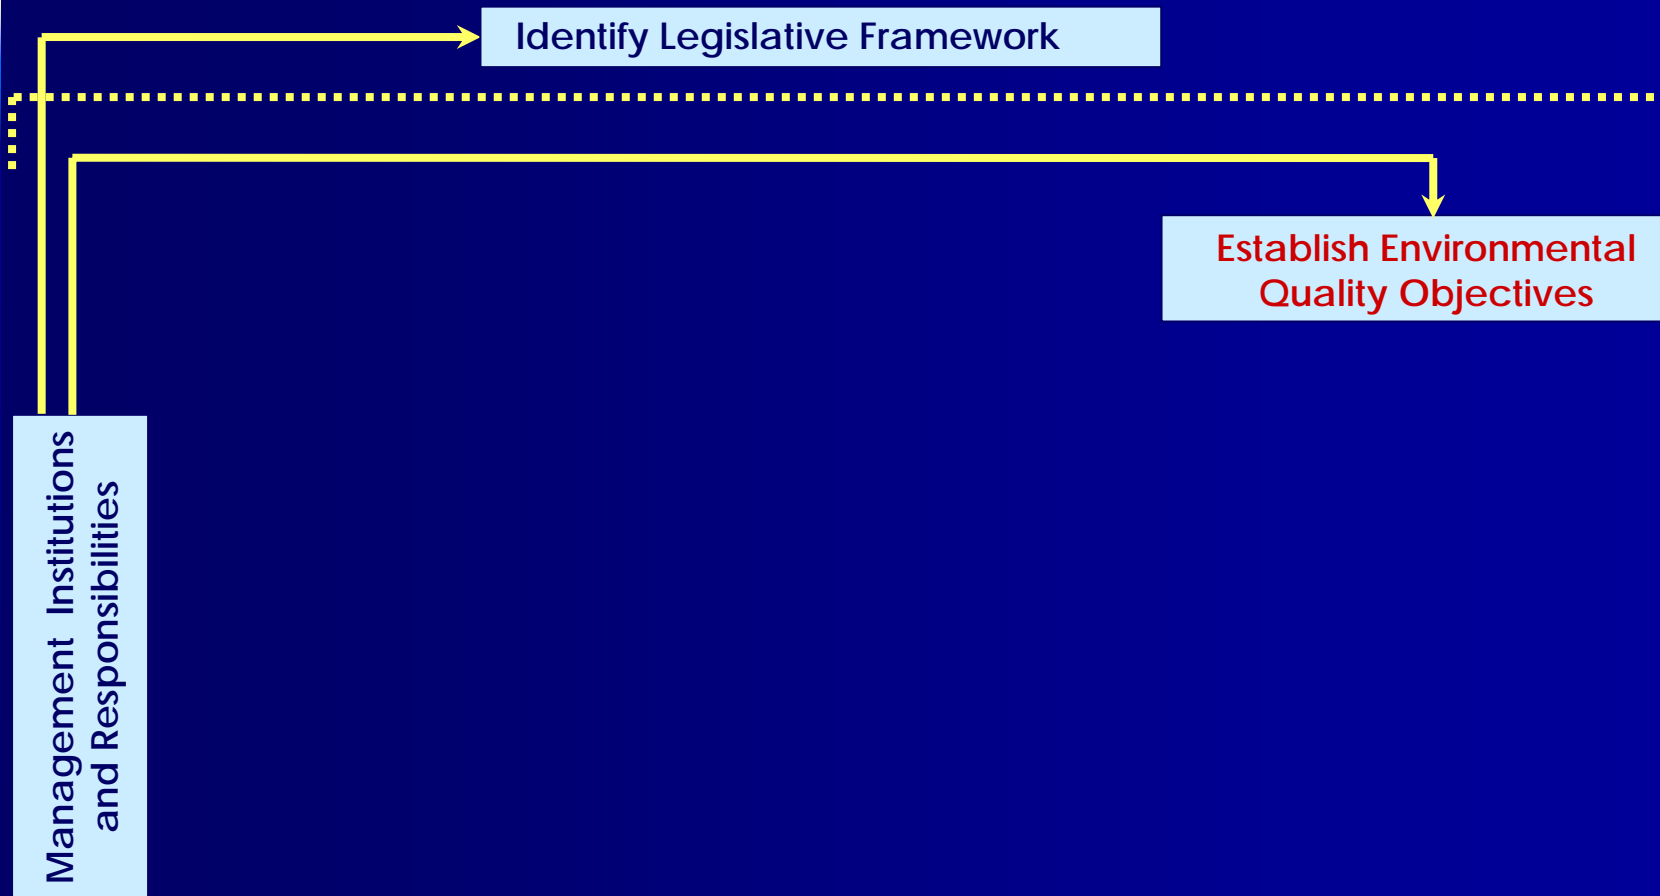 Identify Legislative Framework
Establish Environmental
Quality Objectives
Management Institutions
and Responsibilities